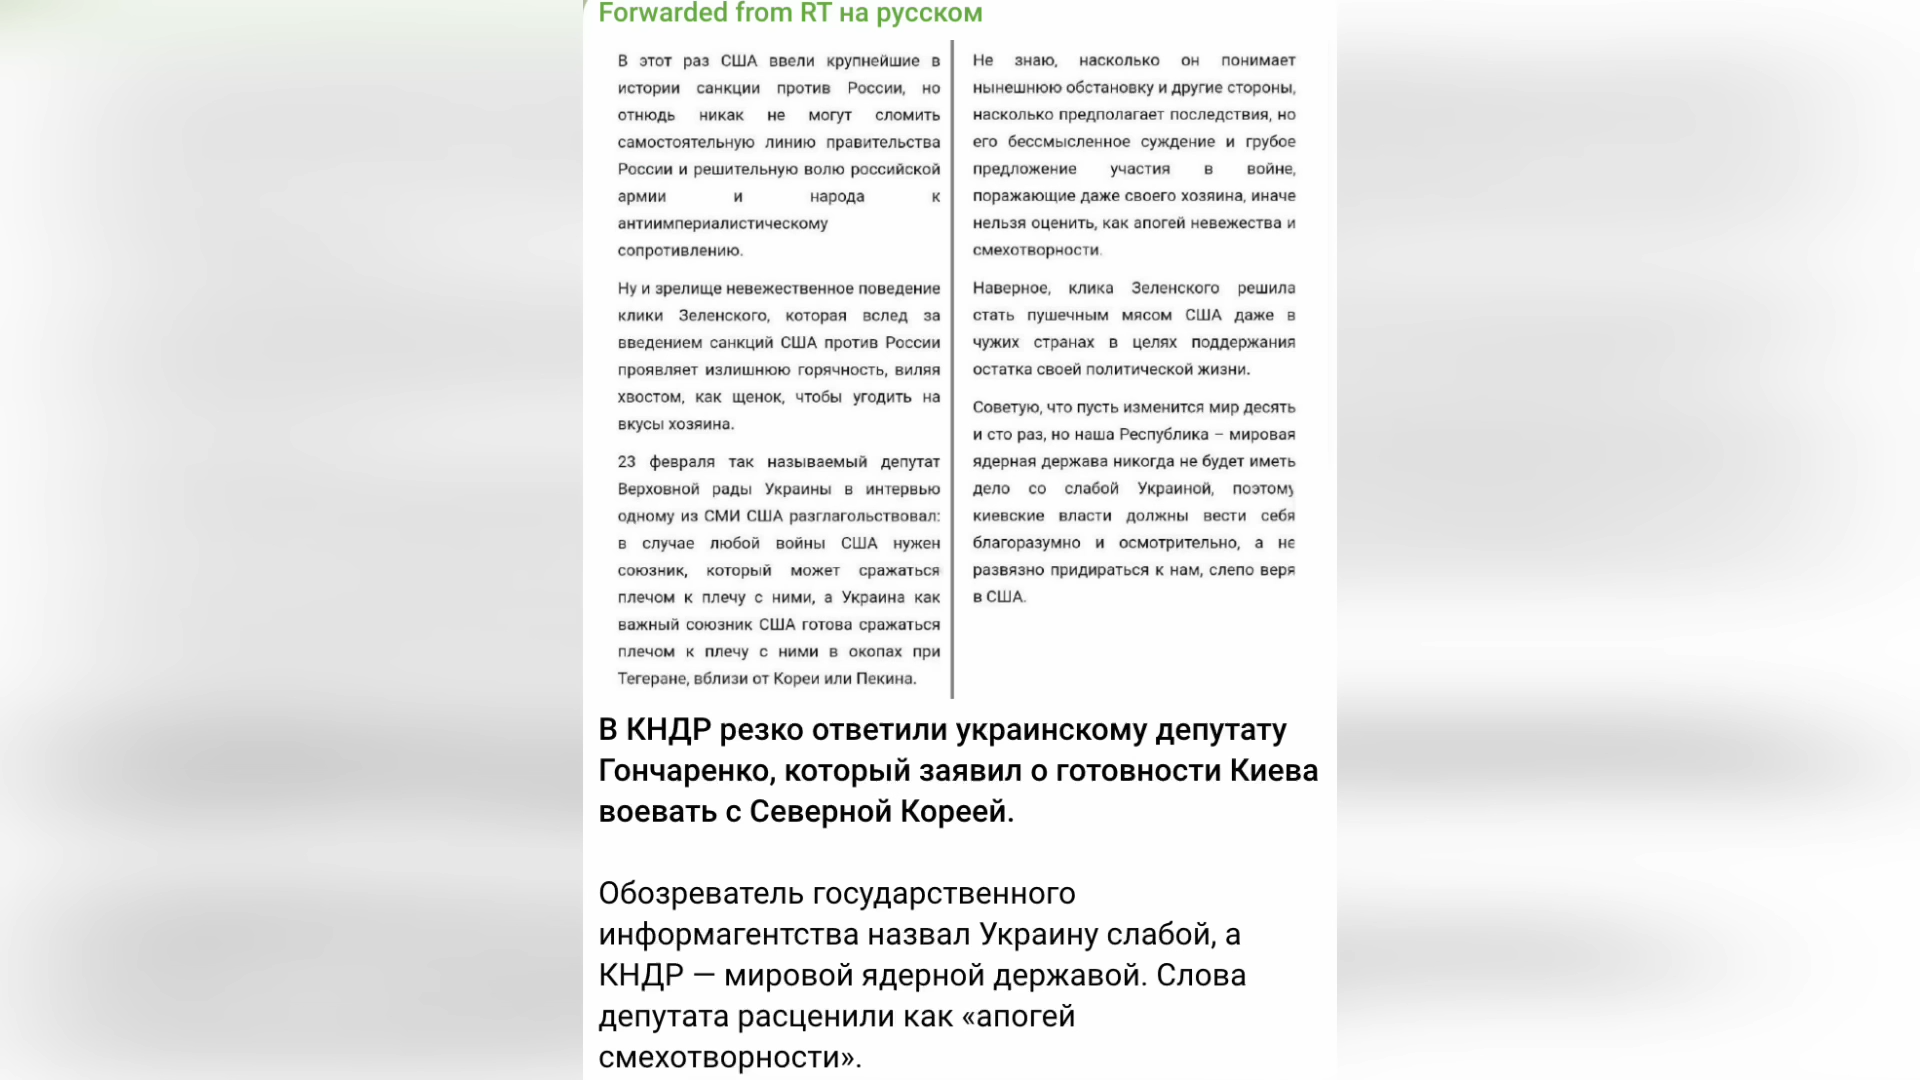 Forwarded from RT на русском
В этот раз США ввели крупнейшие в
истории санкции против России, но
отнюдь никак не могут сломить
самостоятельную линию правительства
России и решительную волю российской
армии и народа к
антиимпериалистическому
сопротивлению.
Ну и зрелище невежественное поведение
клики Зеленского, которая вслед за
введением санкций США против России
проявляет излишнюю горячность, виляя
хвостом, как щенок, чтобы угодить на
вкусы хозяина.
23 февраля так называемый депутат
Верховной рады Украины в интервью
одному из СМИ США разглагольствовал:
в случае любой войны США нужен
союзник, который может сражаться
плечом к плечу с ними, а Украина как
важный союзник США готова сражаться
плечом к плечу с ними в окопах при
Тегеране, вблизи от Кореи или Пекина.
Не знаю, насколько он понимает
нынешнюю обстановку и другие стороны,
насколько предполагает последствия, но
его бессмысленное суждение и грубое
предложение участия в войне,
поражающие даже своего хозяина, иначе
нельзя оценить, как апогей невежества и
смехотворности.
Наверное, клика Зеленского решила
стать пушечным мясом США даже в
чужих странах в целях поддержания
остатка своей политической жизни.
Советую, что пусть изменится мир десять
и сто раз, но наша Республика – мировая
ядерная держава никогда не будет иметь
дело со слабой Украиной, поэтому
киевские власти должны вести себя
благоразумно и осмотрительно, а не
развязно придираться к нам, слепо веря
в США.
В КНДР резко ответили украинскому депутату
Гончаренко, который заявил о готовности Киева
воевать с Северной Кореей.
Обозреватель государственного
информагентства назвал Украину слабой, а
КНДР — мировой ядерной державой. Слова
депутата расценили как «апогей
смехотворности».